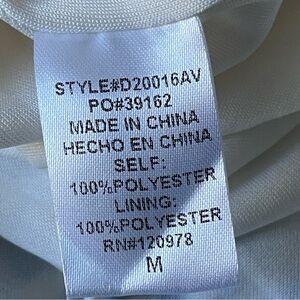 STYLE#D20016AV
PO#39162
MADE IN CHINA
HECHO EN CHINA
SELF:
100%POLYESTER
LINING:
100%POLYESTER
RN#120978
M